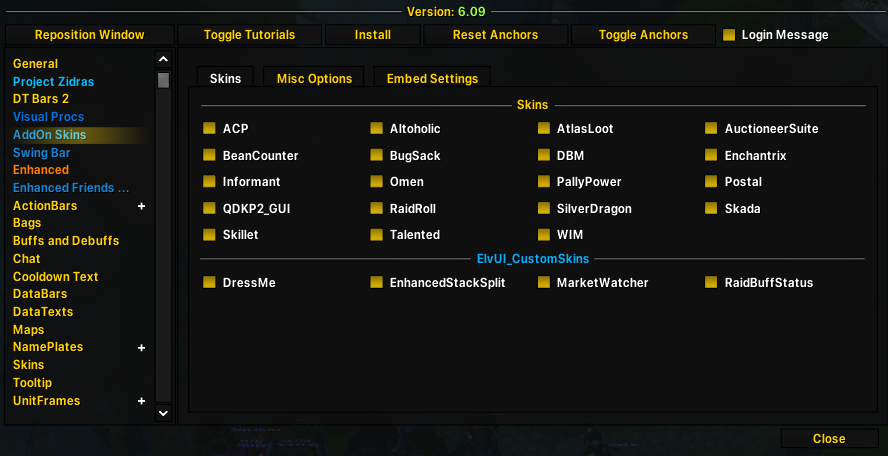 Version: 6.09
Reposition Window Toggle Tutorials Install Reset Anchors Toggle Anchors Login Message
General
Project Zidras
DT Bars 2
Visual Procs
AddOn Skins
Swing Bar
Enhanced
Enhanced Friends ...
ActionBars +
Bags
Buffs and Debuffs
Chat
Cooldown Text
DataBars
DataTexts
Maps
NamePlates +
Skins
Tooltip
UnitFrames +
Skins Misc Options Embed Settings
Skins
ACP Altoholic AtlasLoot AuctioneerSuite
BeanCounter BugSack DBM Enchantrix
Informant Omen PallyPower Postal
QDKP2_GUI RaidRoll SilverDragon Skada
Skillet Talented WIM
ElvUI_CustomSkins
DressMe EnhancedStackSplit MarketWatcher RaidBuffStatus
Close